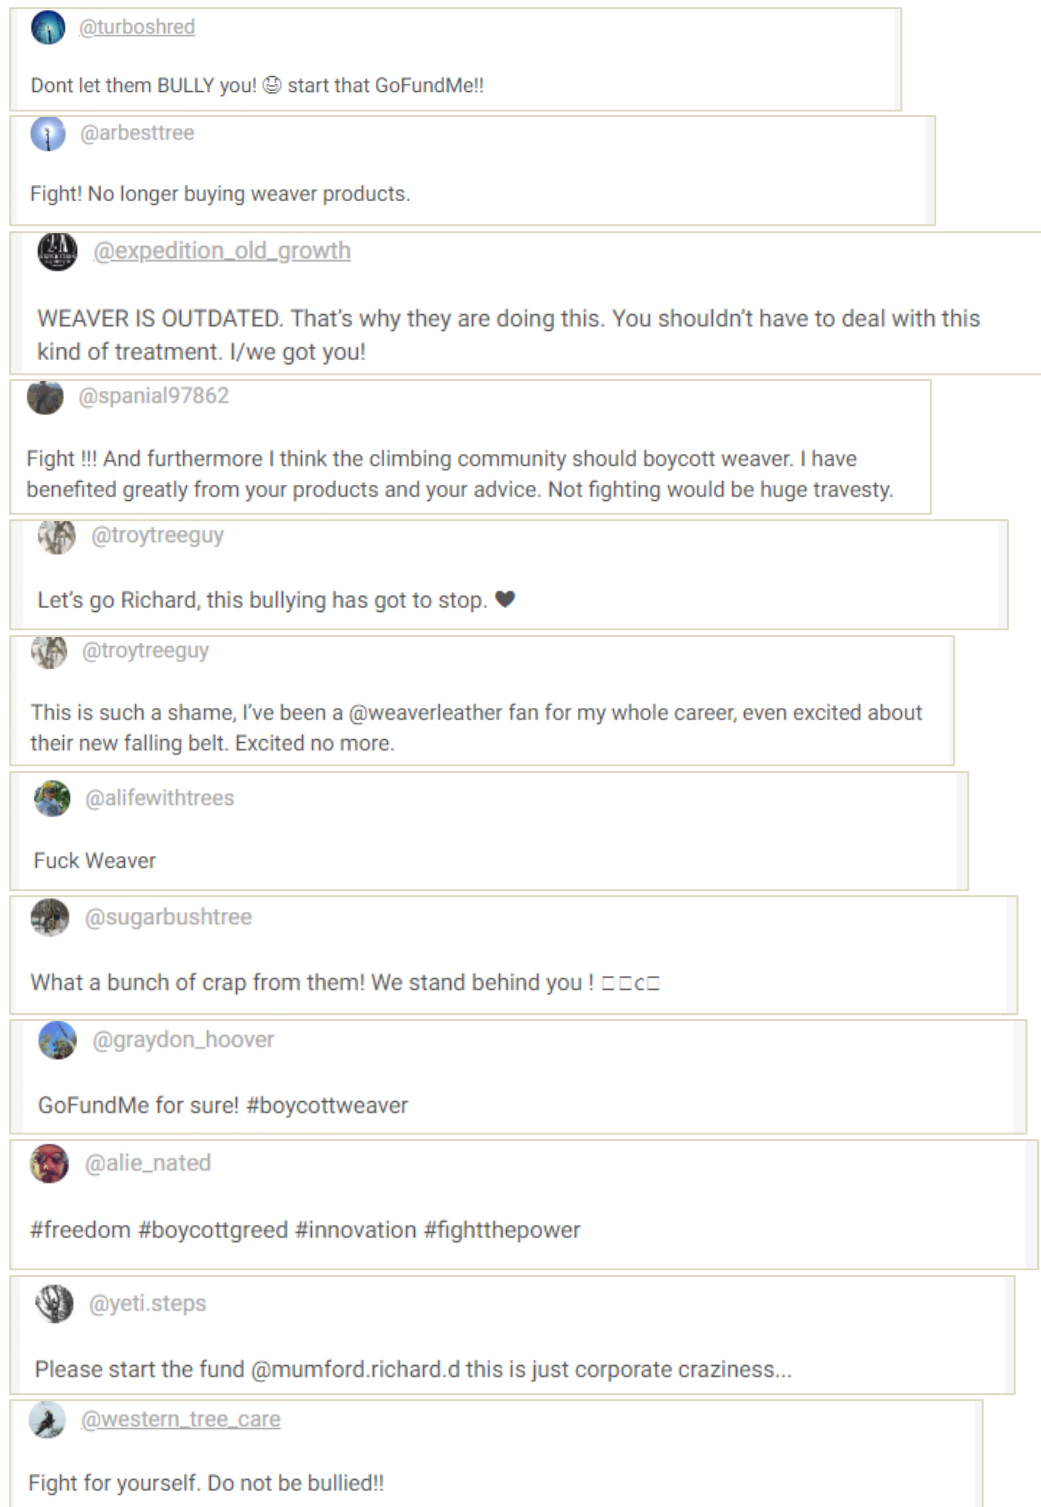 @turboshred
Dont let them BULLY you! 😆 start that GoFundMe!!
@arbesttree
Fight! No longer buying weaver products.
@expedition_old_growth
WEAVER IS OUTDATED. That's why they are doing this. You shouldn't have to deal with this
kind of treatment. I/we got you!
@spanial97862
Fight !!! And furthermore I think the climbing community should boycott weaver. I have
benefited greatly from your products and your advice. Not fighting would be huge travesty.
@troytreeguy
Let's go Richard, this bullying has got to stop. 🖤
@troytreeguy
This is such a shame, I've been a @weaverleather fan for my whole career, even excited about
their new falling belt. Excited no more.
@alifewithtrees
Fuck Weaver
@sugarbushtree
What a bunch of crap from them! We stand behind you ! □□c□
@graydon_hoover
GoFundMe for sure! #boycottweaver
@alie_nated
#freedom #boycottgreed #innovation #fightthepower
@yeti.steps
Please start the fund @mumford.richard.d this is just corporate craziness...
@western_tree_care
Fight for yourself. Do not be bullied!!